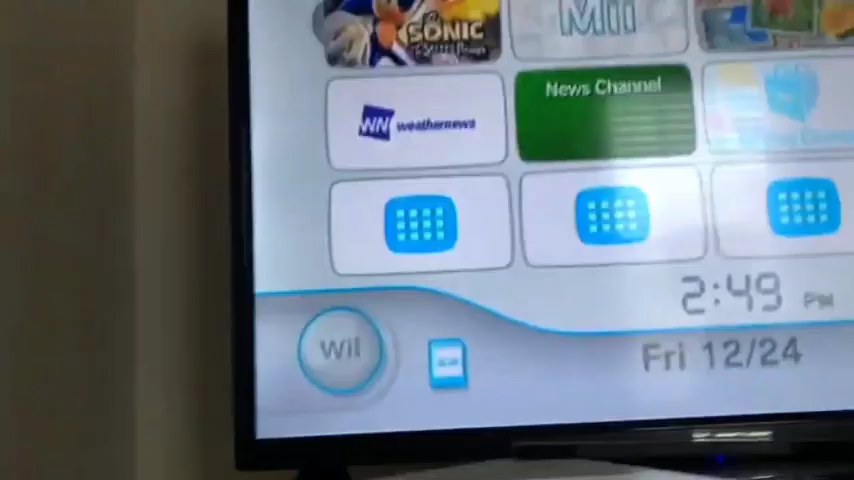 SONIC
Mii
WN weathernews
News Channel
2:49 PM
Fri 12/24
Wii